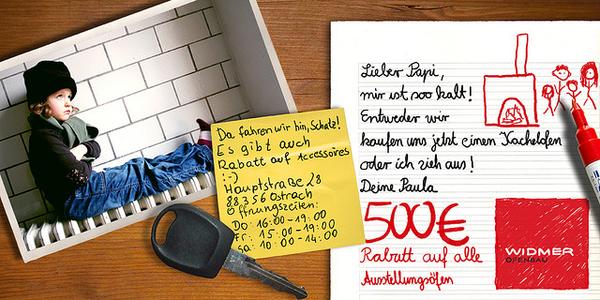 Da fahren wir hin, Schatz!
Es gibt auch
Rabatt auf Accessoires
:-)
Hauptstraße 28
88356 Ostrach
Öffnungszeiten:
Do: 16:00-19:00
Fr: 15:00-19:00
Sa: 10:00-14:00
Lieber Papi,
mir ist soo kalt!
Entweder wir
kaufen uns jetzt einen Kachelofen
oder ich zieh aus!
Deine Paula
500€
Rabatt auf alle
Ausstellungsöfen
WIDMER
OFENBAU